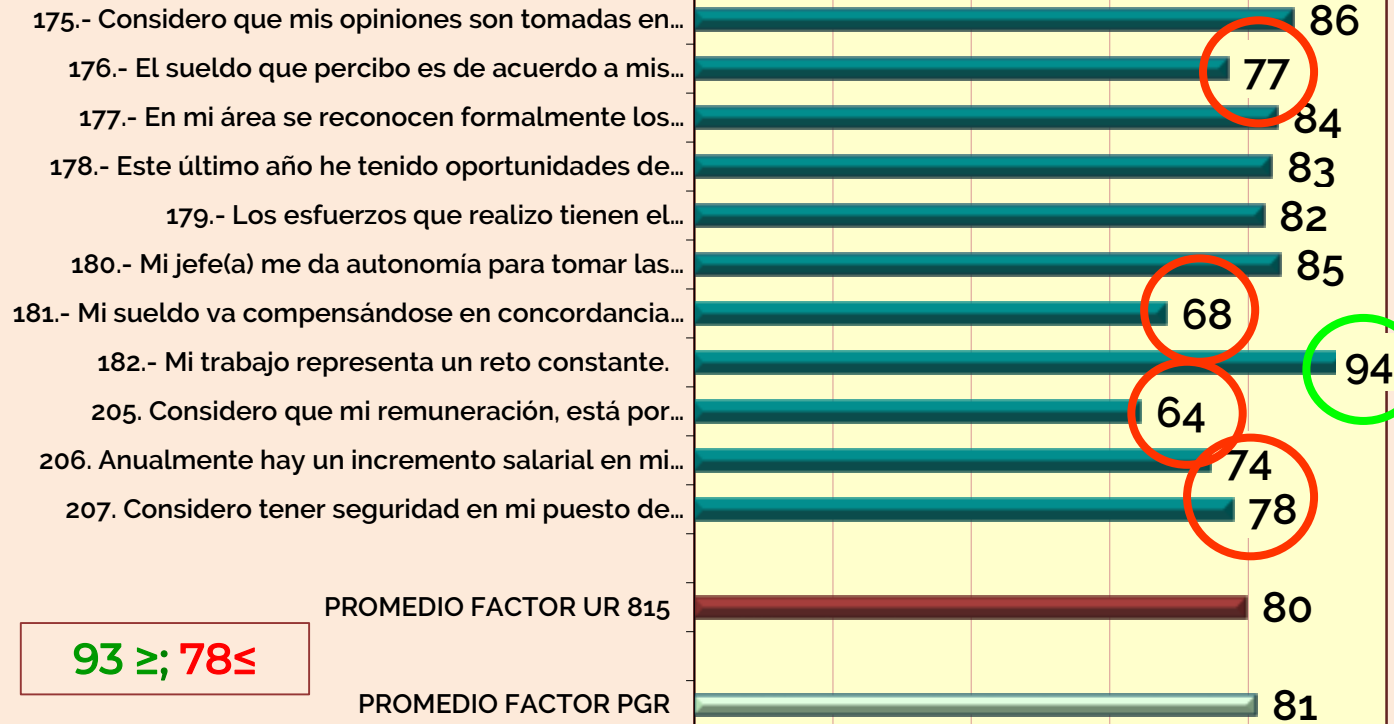 175.- Considero que mis opiniones son tomadas en... 86
176.- El sueldo que percibo es de acuerdo a mis... 77
177.- En mi área se reconocen formalmente los... 84
178.- Este último año he tenido oportunidades de... 83
179.- Los esfuerzos que realizo tienen el... 82
180.- Mi jefe(a) me da autonomía para tomar las... 85
181.- Mi sueldo va compensándose en concordancia... 68
182.- Mi trabajo representa un reto constante. 94
205. Considero que mi remuneración, está por... 64
206. Anualmente hay un incremento salarial en mi... 74
207. Considero tener seguridad en mi puesto de... 78
PROMEDIO FACTOR UR 815 80
93 ≥; 78≤
PROMEDIO FACTOR PGR 81